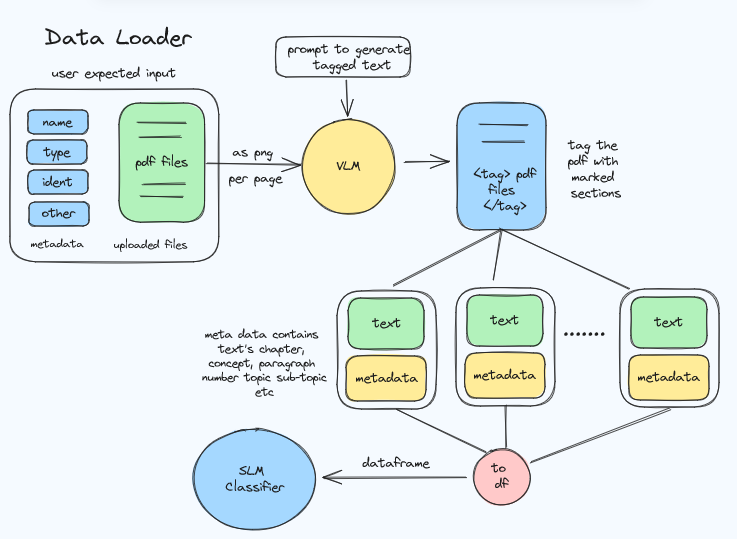 Data Loader
user expected input
name
type
ident
other
metadata
pdf files
uploaded files
as png
per page
prompt to generate
tagged text
VLM
<tag> pdf
files
</tag>
tag the
pdf with
marked
sections
text
metadata
text
metadata
.......
text
metadata
meta data contains
text's chapter,
concept, paragraph
number topic sub-topic
etc
to
df
dataframe
SLM
Classifier